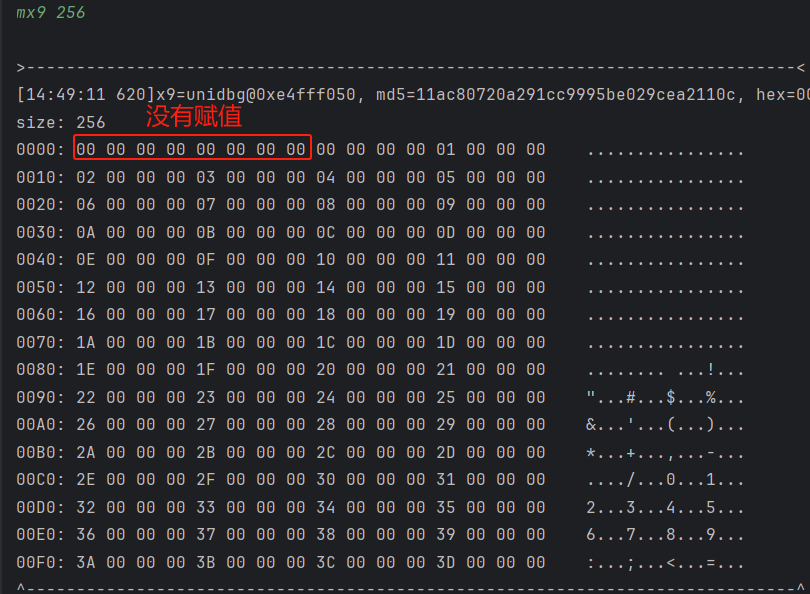 mx9 256
>-----------------------------------------------------------------------------<
[14:49:11 620]x9=unidbg@0xe4fff050, md5=11ac80720a291cc9995be029cea2110c, hex=00
没有赋值
size: 256
0000: 00 00 00 00 00 00 00 00 00 00 00 00 01 00 00 00    ................
0010: 02 00 00 00 03 00 00 00 04 00 00 00 05 00 00 00    ................
0020: 06 00 00 00 07 00 00 00 08 00 00 00 09 00 00 00    ................
0030: 0A 00 00 00 0B 00 00 00 0C 00 00 00 0D 00 00 00    ................
0040: 0E 00 00 00 0F 00 00 00 10 00 00 00 11 00 00 00    ................
0050: 12 00 00 00 13 00 00 00 14 00 00 00 15 00 00 00    ................
0060: 16 00 00 00 17 00 00 00 18 00 00 00 19 00 00 00    ................
0070: 1A 00 00 00 1B 00 00 00 1C 00 00 00 1D 00 00 00    ................
0080: 1E 00 00 00 1F 00 00 00 20 00 00 00 21 00 00 00    ........ ...!...
0090: 22 00 00 00 23 00 00 00 24 00 00 00 25 00 00 00    "...#...$...%...
00A0: 26 00 00 00 27 00 00 00 28 00 00 00 29 00 00 00    &...'...(...)...
00B0: 2A 00 00 00 2B 00 00 00 2C 00 00 00 2D 00 00 00    *...+...,...-...
00C0: 2E 00 00 00 2F 00 00 00 30 00 00 00 31 00 00 00    ..../...0...1...
00D0: 32 00 00 00 33 00 00 00 34 00 00 00 35 00 00 00    2...3...4...5...
00E0: 36 00 00 00 37 00 00 00 38 00 00 00 39 00 00 00    6...7...8...9...
00F0: 3A 00 00 00 3B 00 00 00 3C 00 00 00 3D 00 00 00    :...;...<...=...
^-----------------------------------------------------------------------------^